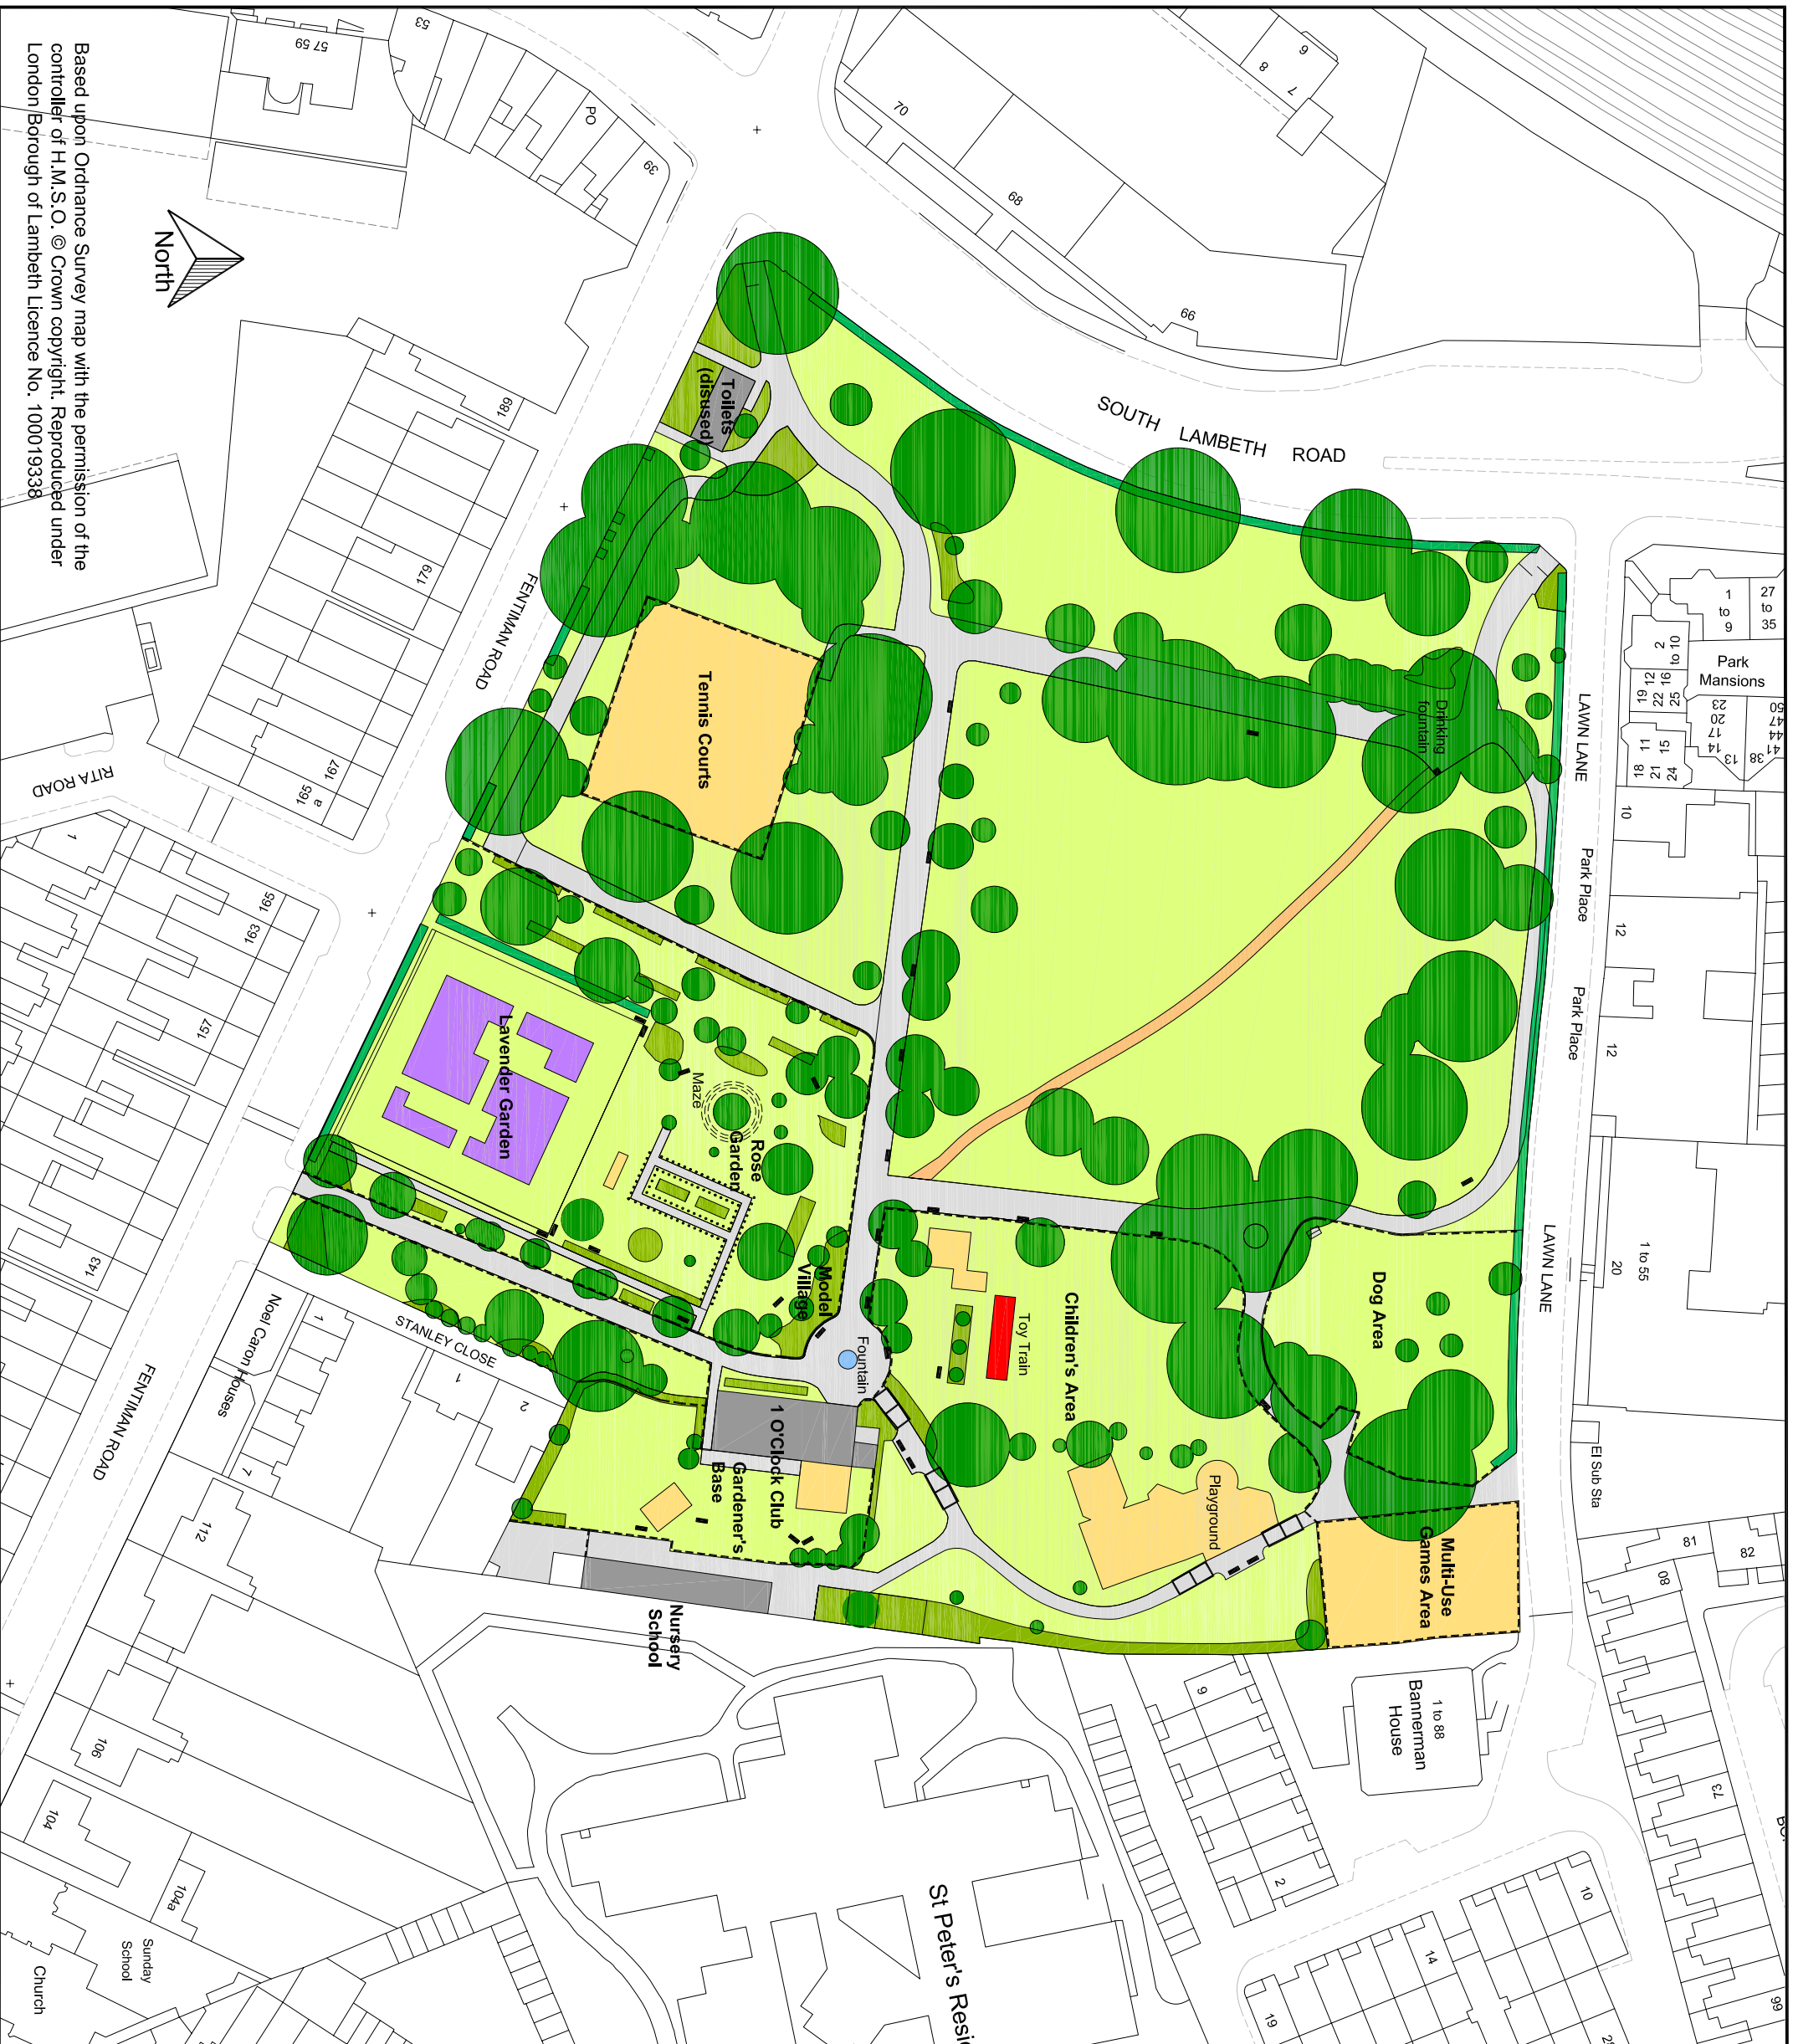 Based upon Ordnance Survey map with the permission of the
controller of H.M.S.O. © Crown copyright. Reproduced under
London Borough of Lambeth Licence No. 100019338
North
57 59
53
PO
39
70
68
66
6
7
8
SOUTH LAMBETH ROAD
LAWN LANE
Park Place
Park Place
LAWN LANE
1
to
9
27
to
35
2
to 10
Park
Mansions
19 12
22 16
25
23
20
17
14
13
50
47
44
41
38
18 11
21 15
24
10
12
12
20
1 to 55
El Sub Sta
81
82
80
73
66
Toilets
(disused)
Tennis Courts
Drinking
fountain
Lavender Garden
Maze
Rose
Garden
Model
Village
Fountain
Toy Train
Children's Area
Dog Area
Playground
Multi-Use
Games Area
1 O'Clock Club
Gardener's
Base
Nursery
School
FENTIMAN ROAD
189
179
167
165
a
RITA ROAD
1
165
163
157
143
Noel Caron Houses
1
7
STANLEY CLOSE
1
2
FENTIMAN ROAD
112
106
104
104a
Sunday
School
Church
1 to 88
Bannerman
House
9
2
10
14
19
St Peter's Resi